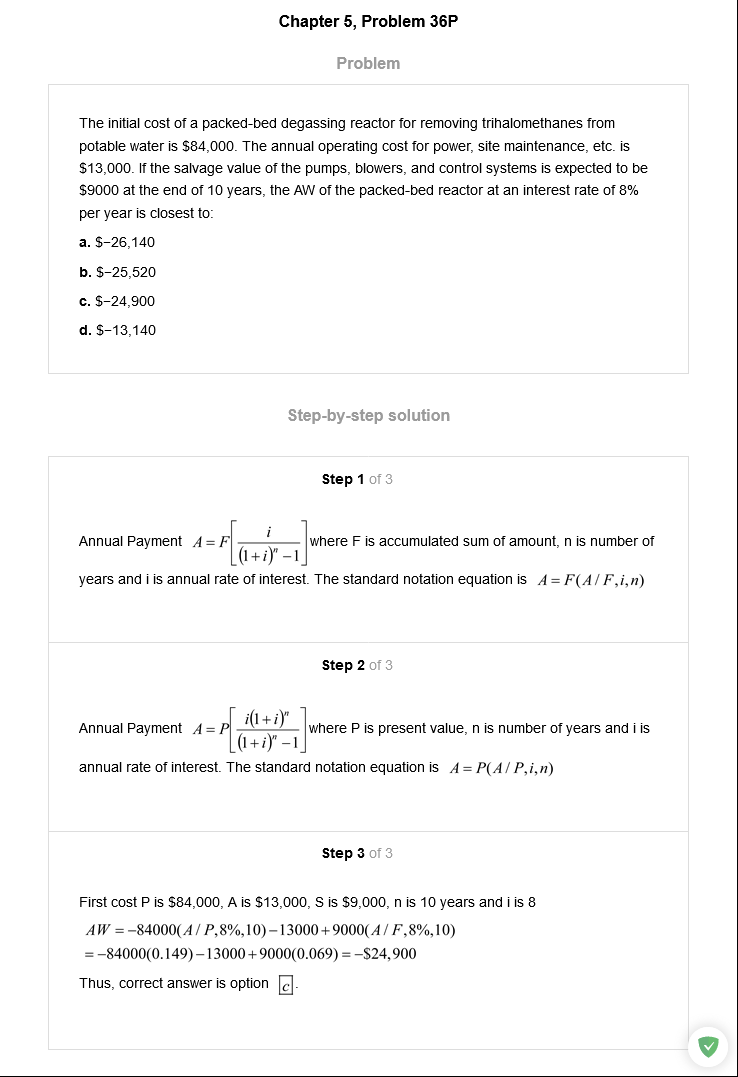 Chapter 5, Problem 36P
Problem
The initial cost of a packed-bed degassing reactor for removing trihalomethanes from
potable water is $84,000. The annual operating cost for power, site maintenance, etc. is
$13,000. If the salvage value of the pumps, blowers, and control systems is expected to be
$9000 at the end of 10 years, the AW of the packed-bed reactor at an interest rate of 8%
per year is closest to:
a. $−26,140
b. $−25,520
c. $−24,900
d. $−13,140
Step-by-step solution
Step 1 of 3
Annual Payment A = F[i / ((1+i)^n −1)] where F is accumulated sum of amount, n is number of
years and i is annual rate of interest. The standard notation equation is A = F(A/F,i,n)
Step 2 of 3
Annual Payment A = P[i(1+i)^n / ((1+i)^n −1)] where P is present value, n is number of years and i is
annual rate of interest. The standard notation equation is A = P(A/P,i,n)
Step 3 of 3
First cost P is $84,000, A is $13,000, S is $9,000, n is 10 years and i is 8
AW = −84000(A/P,8%,10)−13000+9000(A/F,8%,10)
= −84000(0.149)−13000+9000(0.069) = −$24,900
Thus, correct answer is option c.